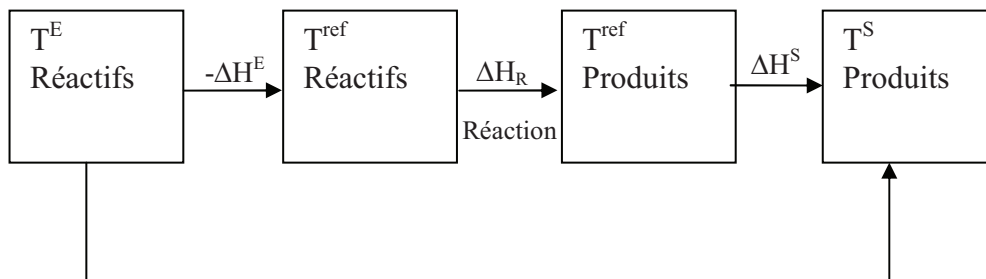 T^E
Réactifs
-ΔH^E
T^ref
Réactifs
ΔH_R
Réaction
T^ref
Produits
ΔH^S
T^S
Produits